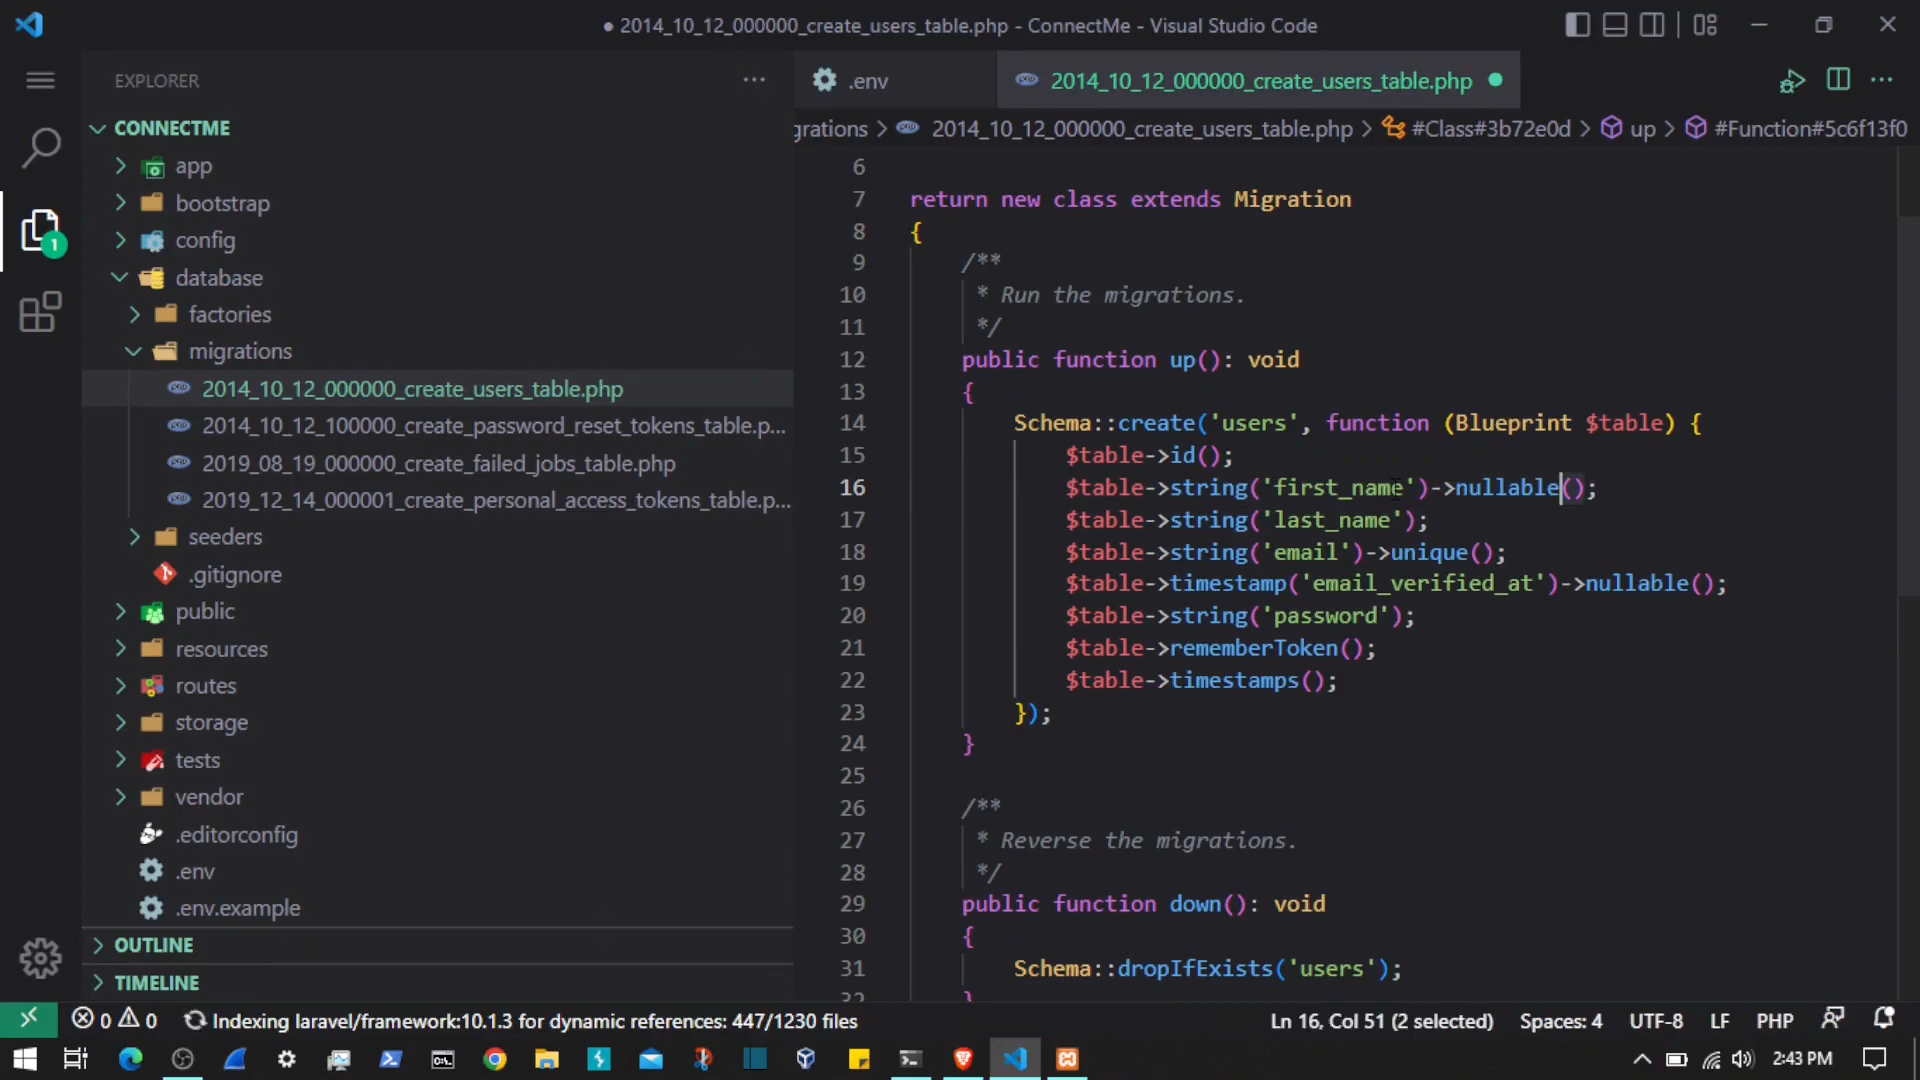 2014_10_12_000000_create_users_table.php - ConnectMe - Visual Studio Code
EXPLORER
CONNECTME
app
bootstrap
config
database
factories
migrations
2014_10_12_000000_create_users_table.php
2014_10_12_100000_create_password_reset_tokens_table.p...
2019_08_19_000000_create_failed_jobs_table.php
2019_12_14_000001_create_personal_access_tokens_table.p...
seeders
.gitignore
public
resources
routes
storage
tests
vendor
.editorconfig
.env
.env.example
OUTLINE
TIMELINE
1
.env
2014_10_12_000000_create_users_table.php
grations > 2014_10_12_000000_create_users_table.php > #Class#3b72e0d > up > #Function#5c6f13f0
6
7 return new class extends Migration
8 {
9 /**
10 * Run the migrations.
11 */
12 public function up(): void
13 {
14 Schema::create('users', function (Blueprint $table) {
15 $table->id();
16 $table->string('first_name')->nullable();
17 $table->string('last_name');
18 $table->string('email')->unique();
19 $table->timestamp('email_verified_at')->nullable();
20 $table->string('password');
21 $table->rememberToken();
22 $table->timestamps();
23 });
24 }
25
26 /**
27 * Reverse the migrations.
28 */
29 public function down(): void
30 {
31 Schema::dropIfExists('users');
32 }
0 0 Indexing laravel/framework:10.1.3 for dynamic references: 447/1230 files
Ln 16, Col 51 (2 selected) Spaces: 4 UTF-8 LF PHP
2:43 PM